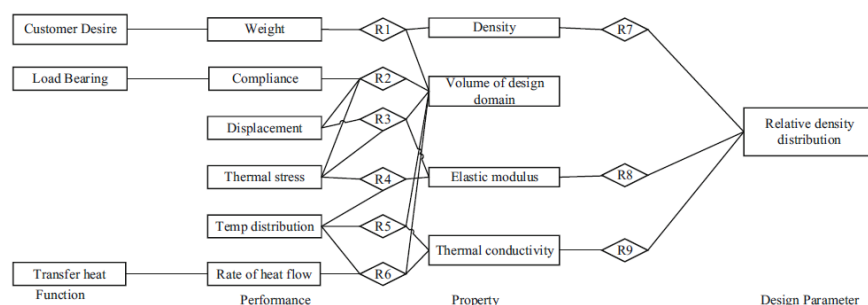 Customer Desire
Weight
R1
Density
R7
Load Bearing
Compliance
R2
Volume of design
domain
Displacement
R3
Relative density
distribution
Thermal stress
R4
Elastic modulus
R8
Temp distribution
R5
Thermal conductivity
R9
Transfer heat
Rate of heat flow
R6
Function
Performance
Property
Design Parameter